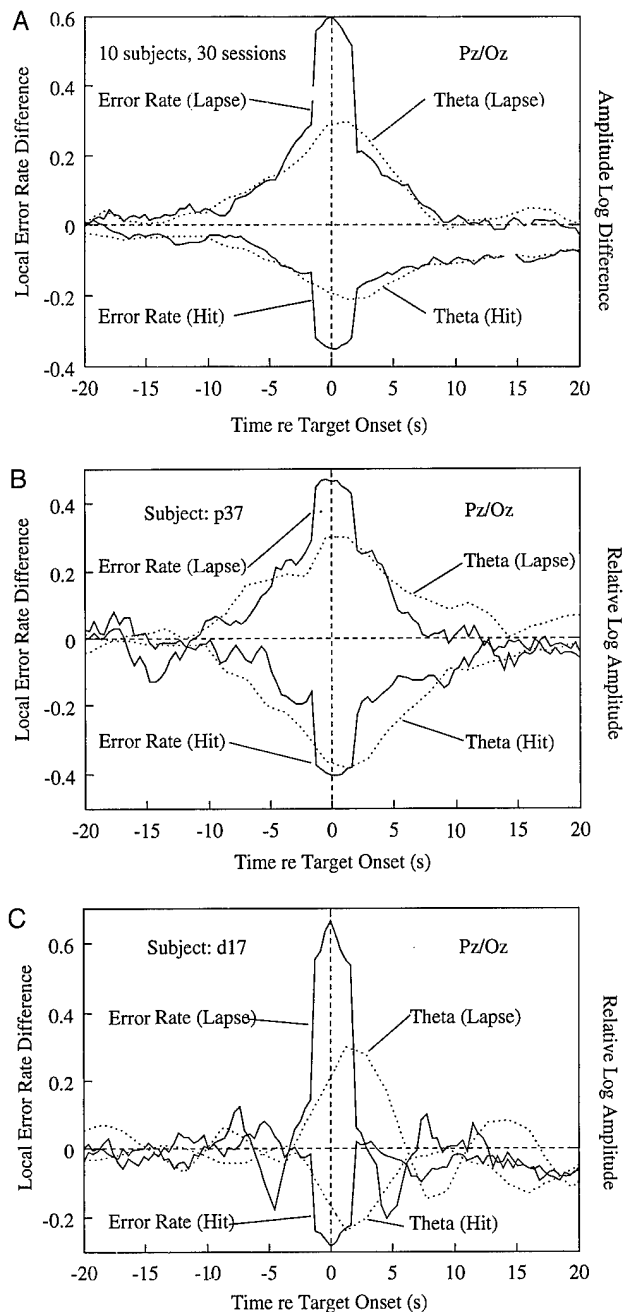 A
10 subjects, 30 sessions
Pz/Oz
Error Rate (Lapse)
Theta (Lapse)
Error Rate (Hit)
Theta (Hit)
Local Error Rate Difference
Amplitude Log Difference
0.6
0.4
0.2
0
-0.2
-0.4
-20 -15 -10 -5 0 5 10 15 20
Time re Target Onset (s)
B
Subject: p37
Pz/Oz
Error Rate (Lapse)
Theta (Lapse)
Error Rate (Hit)
Theta (Hit)
Local Error Rate Difference
Relative Log Amplitude
0.4
0.2
0
-0.2
-0.4
-20 -15 -10 -5 0 5 10 15 20
Time re Target Onset (s)
C
Subject: d17
Pz/Oz
Error Rate (Lapse)
Theta (Lapse)
Error Rate (Hit)
Theta (Hit)
Local Error Rate Difference
Relative Log Amplitude
0.6
0.4
0.2
0
-0.2
-20 -15 -10 -5 0 5 10 15 20
Time re Target Onset (s)